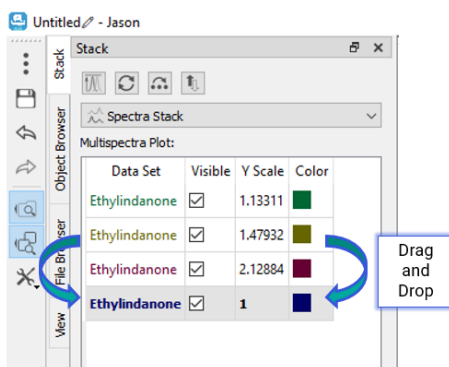 Untitled - Jason
Stack
Stack
Object Browser
File Browser
View
Spectra Stack
Multispectra Plot:
Data Set Visible Y Scale Color
Ethylindanone 1.13311
Ethylindanone 1.47932
Ethylindanone 2.12884
Ethylindanone 1
Drag
and
Drop